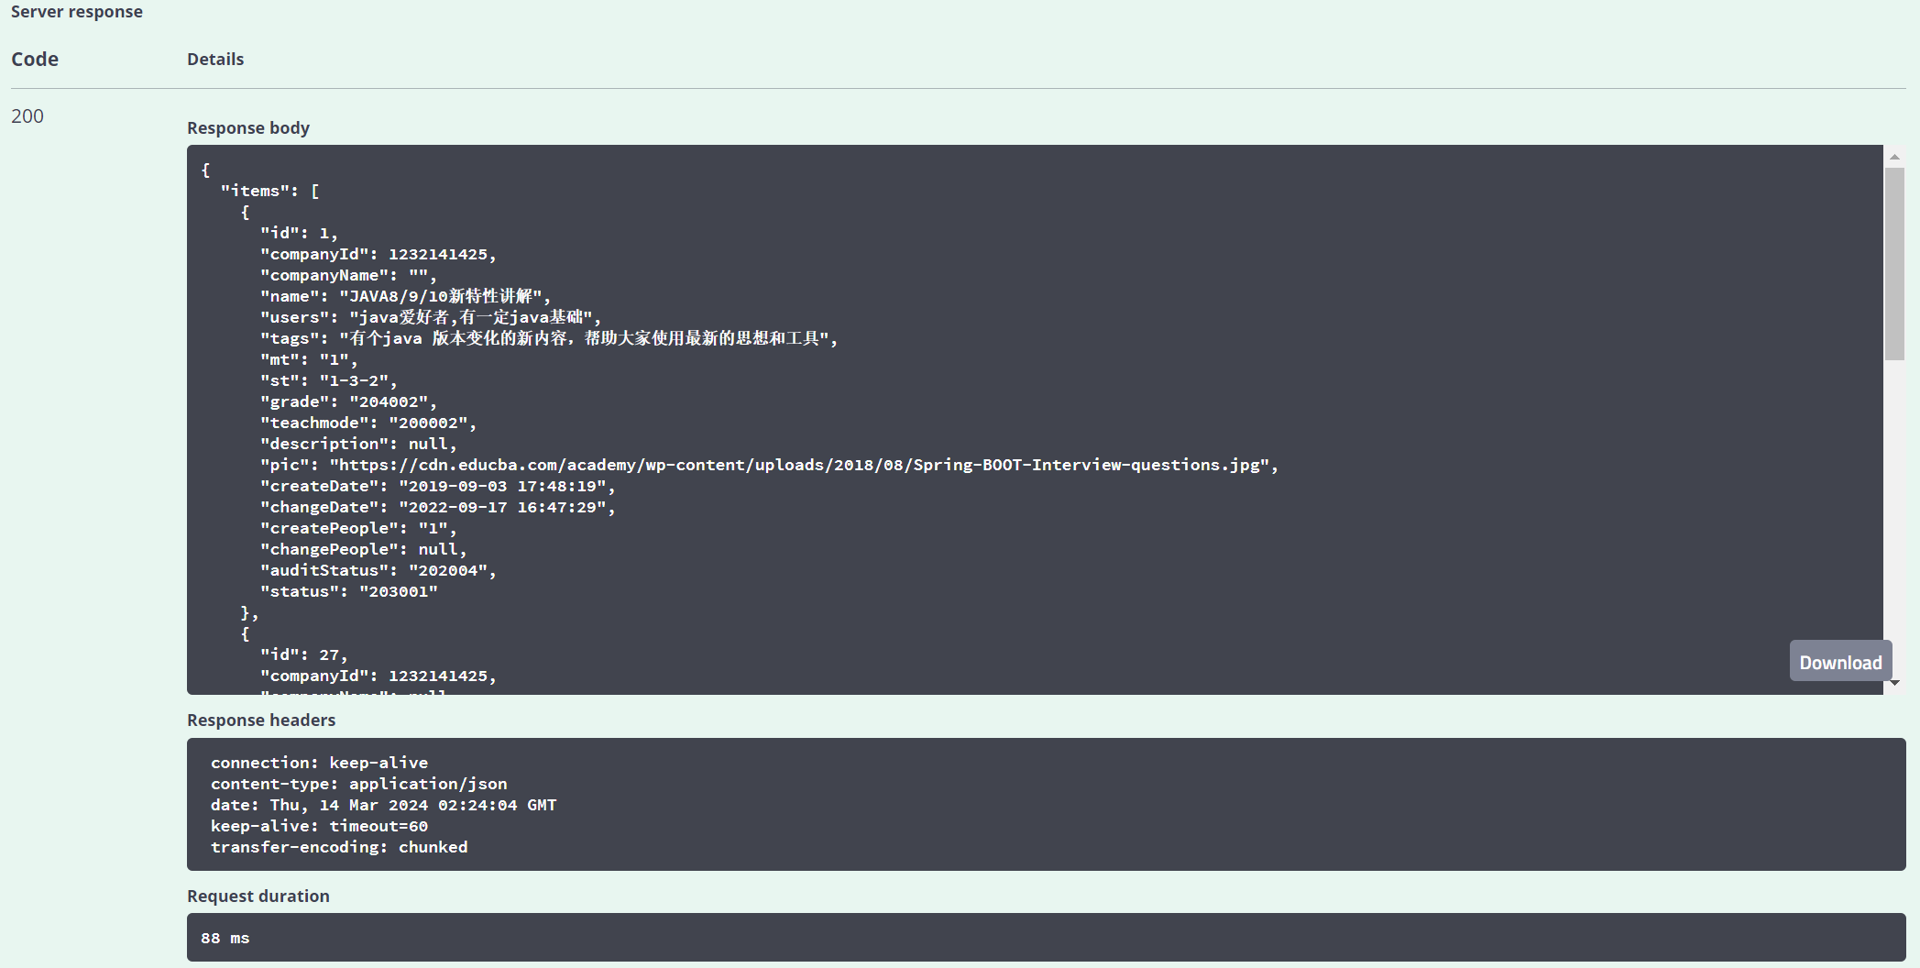 Server response
Code Details
200
Response body
{
"items": [
{
"id": 1,
"companyId": 1232141425,
"companyName": "",
"name": "JAVA8/9/10新特性讲解",
"users": "java爱好者,有一定java基础",
"tags": "有个java 版本变化的新内容，帮助大家使用最新的思想和工具",
"mt": "1",
"st": "1-3-2",
"grade": "204002",
"teachmode": "200002",
"description": null,
"pic": "https://cdn.educba.com/academy/wp-content/uploads/2018/08/Spring-BOOT-Interview-questions.jpg",
"createDate": "2019-09-03 17:48:19",
"changeDate": "2022-09-17 16:47:29",
"createPeople": "1",
"changePeople": null,
"auditStatus": "202004",
"status": "203001"
},
{
"id": 27,
"companyId": 1232141425,
Download
Response headers
connection: keep-alive
content-type: application/json
date: Thu, 14 Mar 2024 02:24:04 GMT
keep-alive: timeout=60
transfer-encoding: chunked
Request duration
88 ms